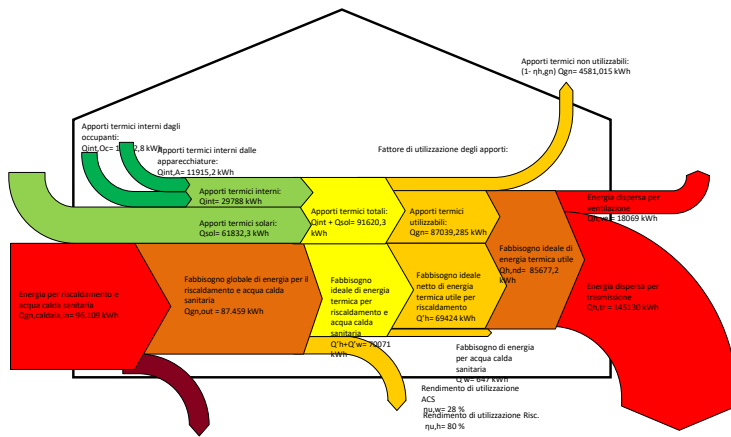 Apporti termici non utilizzabili:
(1- ηh,gn) Qgn= 4581,015 kWh
Apporti termici interni dagli
occupanti:
Qint,Oc=
Apporti termici interni dalle
apparecchiature:
Qint,A= 11915,2 kWh
Fattore di utilizzazione degli apporti:
Apporti termici interni:
Qint= 29788 kWh
Apporti termici solari:
Qsol= 61832,3 kWh
Apporti termici totali:
Qint + Qsol= 91620,3
kWh
Apporti termici
utilizzabili:
Qgn= 87039,285 kWh
Energia dispersa per
ventilazione
18069 kWh
Fabbisogno ideale di
energia termica utile
Qh,nd= 85677,2
kWh
Energia per riscaldamento e
acqua calda sanitaria
Qgn,caldaia,in= 96.109 kWh
Fabbisogno globale di energia per il
riscaldamento e acqua calda
sanitaria
Qgn,out = 87.459 kWh
Fabbisogno
ideale di energia
termica per
riscaldamento e
acqua calda
sanitaria
Q'h+Q'w= 70071
kWh
Fabbisogno ideale
netto di energia
termica utile per
riscaldamento
Q'h= 69424 kWh
Energia dispersa per
trasmissione
Qh,tr = 145130 kWh
Fabbisogno di energia
per acqua calda
sanitaria
Q'w= 647 kWh
Rendimento di utilizzazione
ACS
ηu,w= 28 %
Rendimento di utilizzazione Risc.
ηu,h= 80 %